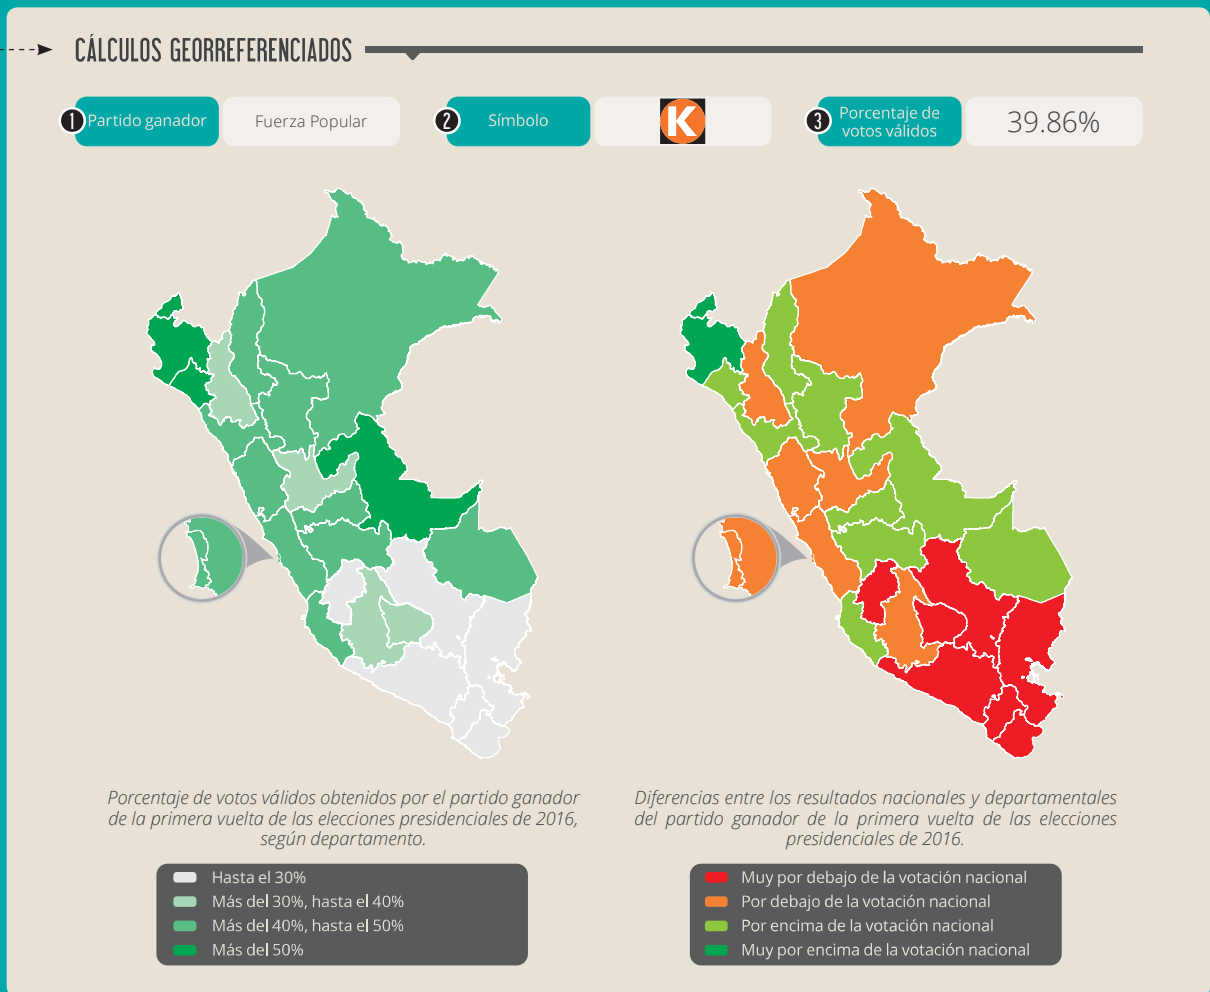 CÁLCULOS GEORREFERENCIADOS
1 Partido ganador
Fuerza Popular
2 Símbolo
K
3 Porcentaje de
votos válidos
39.86%
Porcentaje de votos válidos obtenidos por el partido ganador
de la primera vuelta de las elecciones presidenciales de 2016,
según departamento.
Hasta el 30%
Más del 30%, hasta el 40%
Más del 40%, hasta el 50%
Más del 50%
Diferencias entre los resultados nacionales y departamentales
del partido ganador de la primera vuelta de las elecciones
presidenciales de 2016.
Muy por debajo de la votación nacional
Por debajo de la votación nacional
Por encima de la votación nacional
Muy por encima de la votación nacional